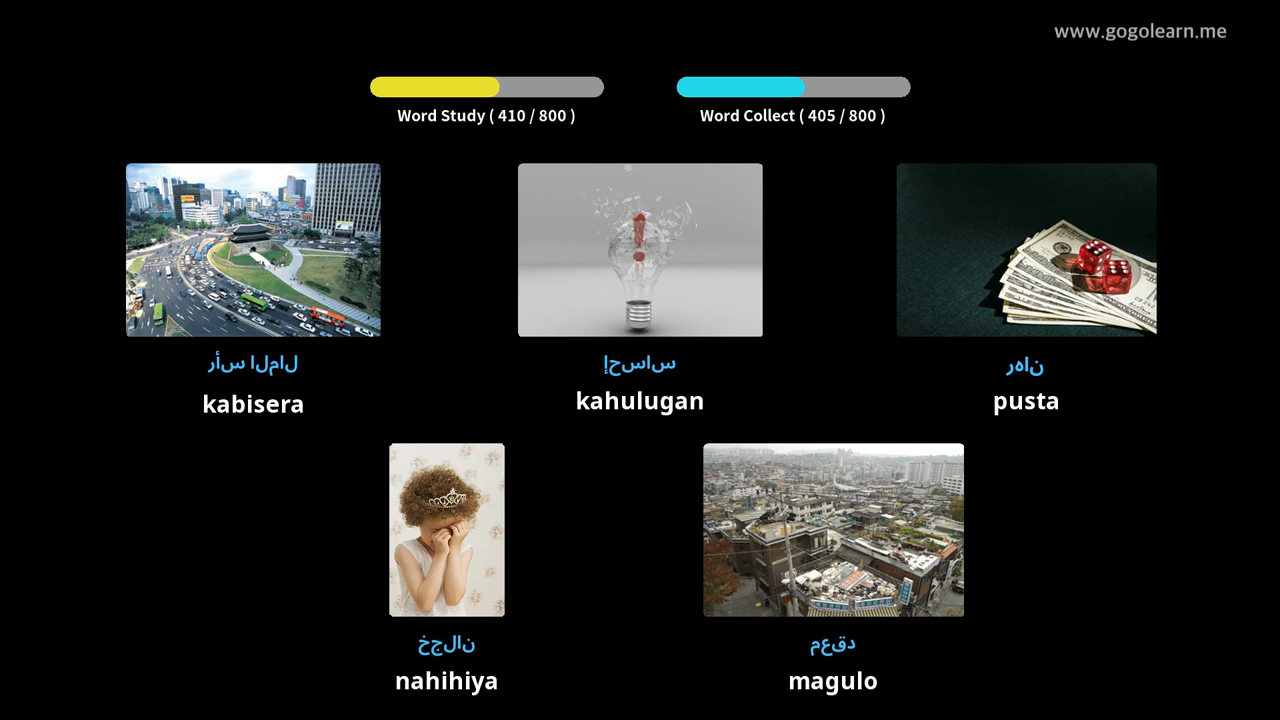 www.gogolearn.me
Word Study ( 410 / 800 )
Word Collect ( 405 / 800 )
رأس المال
kabisera
إحساس
kahulugan
رهان
pusta
خجلان
nahihiya
معقد
magulo